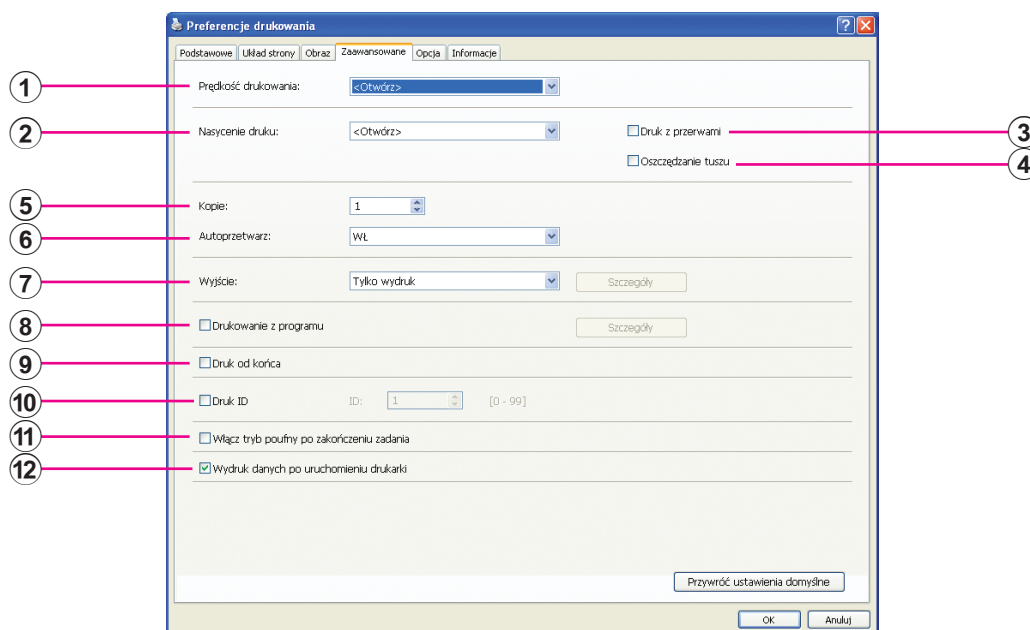 Preferencje drukowania
Podstawowe Układ strony Obraz Zaawansowane Opcja Informacje
1 Prędkość drukowania: <Otwórz>
2 Nasycenie druku: <Otwórz> Druk z przerwami 3
Oszczędzanie tuszu 4
5 Kopie: 1
6 Autoprzetwarz: WŁ
7 Wyjście: Tylko wydruk Szczegóły
8 Drukowanie z programu Szczegóły
9 Druk od końca
10 Druk ID ID: 1 [0 - 99]
11 Włącz tryb poufny po zakończeniu zadania
12 Wydruk danych po uruchomieniu drukarki
Przywróć ustawienia domyślne
OK Anuluj